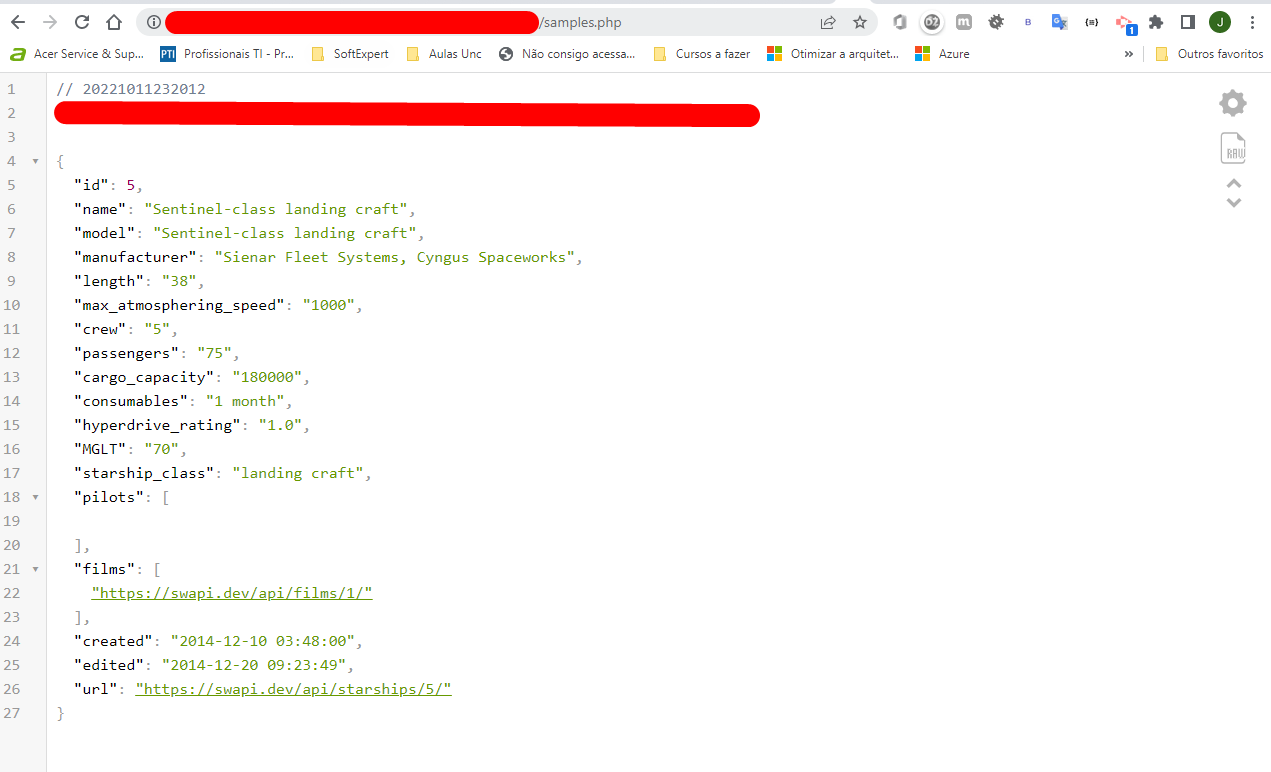 /samples.php
1
Acer Service & Sup... PTI Profissionais TI - Pr... SoftExpert Aulas Unc Não consigo acessa... Cursos a fazer Otimizar a arquitet... Azure » Outros favoritos
1 // 20221011232012
2
3
4 {
5 "id": 5,
6 "name": "Sentinel-class landing craft",
7 "model": "Sentinel-class landing craft",
8 "manufacturer": "Sienar Fleet Systems, Cyngus Spaceworks",
9 "length": "38",
10 "max_atmosphering_speed": "1000",
11 "crew": "5",
12 "passengers": "75",
13 "cargo_capacity": "180000",
14 "consumables": "1 month",
15 "hyperdrive_rating": "1.0",
16 "MGLT": "70",
17 "starship_class": "landing craft",
18 "pilots": [
19
20 ],
21 "films": [
22 "https://swapi.dev/api/films/1/"
23 ],
24 "created": "2014-12-10 03:48:00",
25 "edited": "2014-12-20 09:23:49",
26 "url": "https://swapi.dev/api/starships/5/"
27 }
RAW
m B J